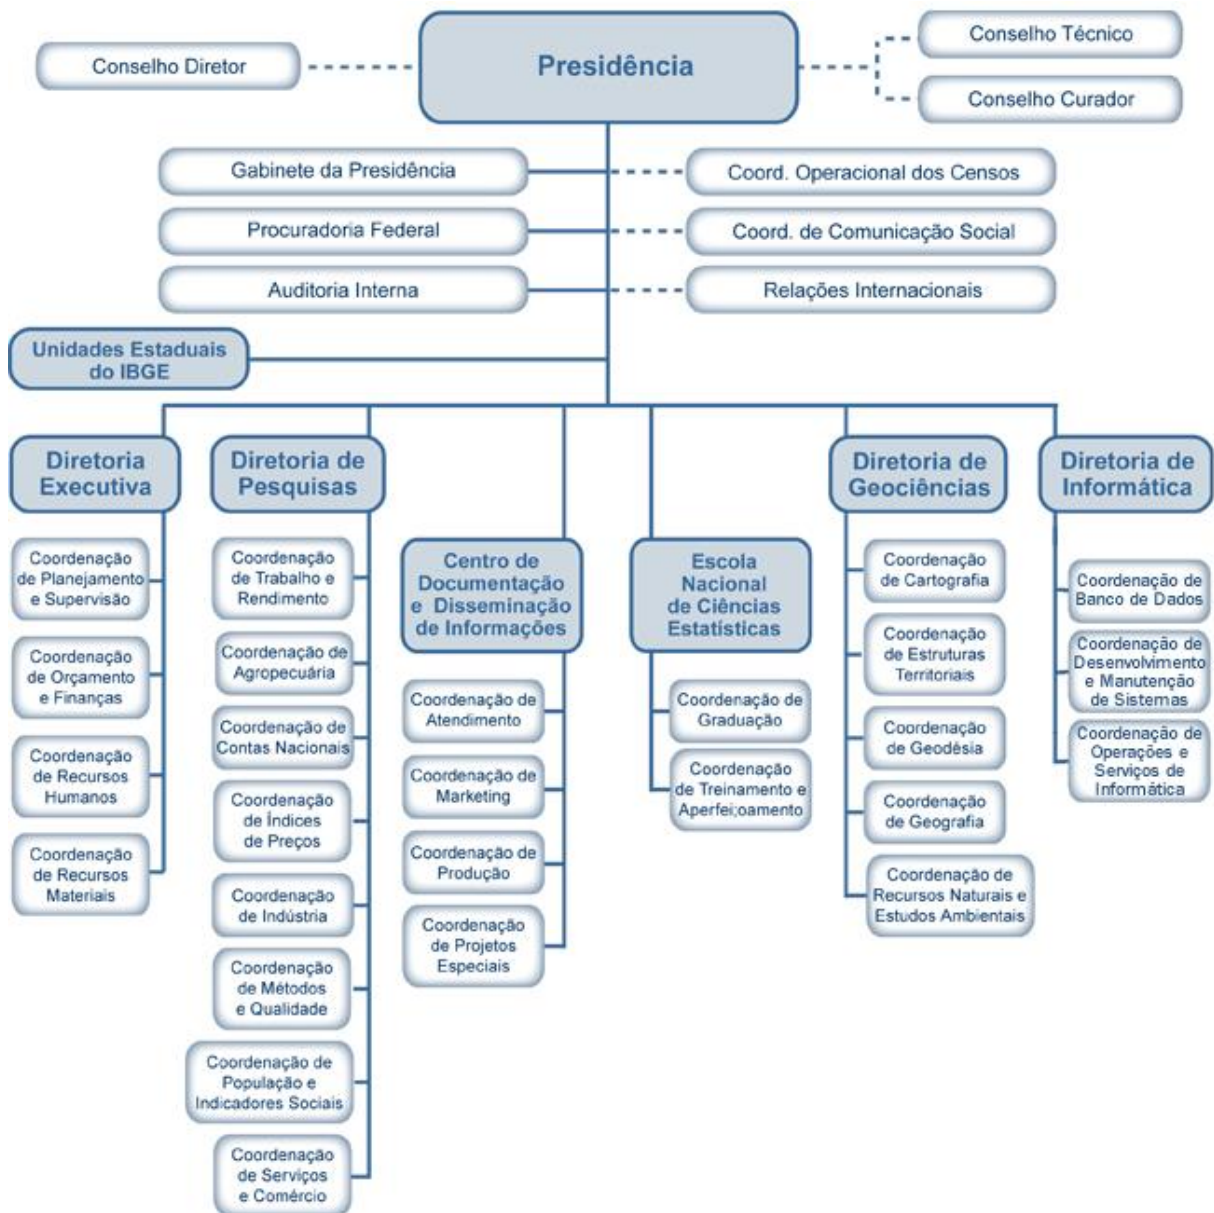 Conselho Diretor
Presidência
Conselho Técnico
Conselho Curador
Gabinete da Presidência
Coord. Operacional dos Censos
Procuradoria Federal
Coord. de Comunicação Social
Auditoria Interna
Relações Internacionais
Unidades Estaduais
do IBGE
Diretoria
Executiva
Coordenação
de Planejamento
e Supervisão
Coordenação
de Orçamento
e Finanças
Coordenação
de Recursos
Humanos
Coordenação
de Recursos
Materiais
Diretoria de
Pesquisas
Coordenação
de Trabalho e
Rendimento
Coordenação de
Agropecuária
Coordenação de
Contas Nacionais
Coordenação
de Índices
de Preços
Coordenação
de Indústria
Coordenação
de Métodos
e Qualidade
Coordenação de
População e
Indicadores Sociais
Coordenação
de Serviços
e Comércio
Centro de
Documentação
e Disseminação
de Informações
Coordenação de
Atendimento
Coordenação de
Marketing
Coordenação de
Produção
Coordenação
de Projetos
Especiais
Escola
Nacional
de Ciências
Estatísticas
Coordenação de
Graduação
Coordenação
de Treinamento e
Aperfei;oamento
Diretoria de
Geociências
Coordenação
de Cartografia
Coordenação
de Estruturas
Territoriais
Coordenação
de Geodésia
Coordenação
de Geografia
Coordenação de
Recursos Naturais e
Estudos Ambientais
Diretoria de
Informática
Coordenação de
Banco de Dados
Coordenação de
Desenvolvimento
e Manutenção
de Sistemas
Coordenação de
Operações e
Serviços de
Informática